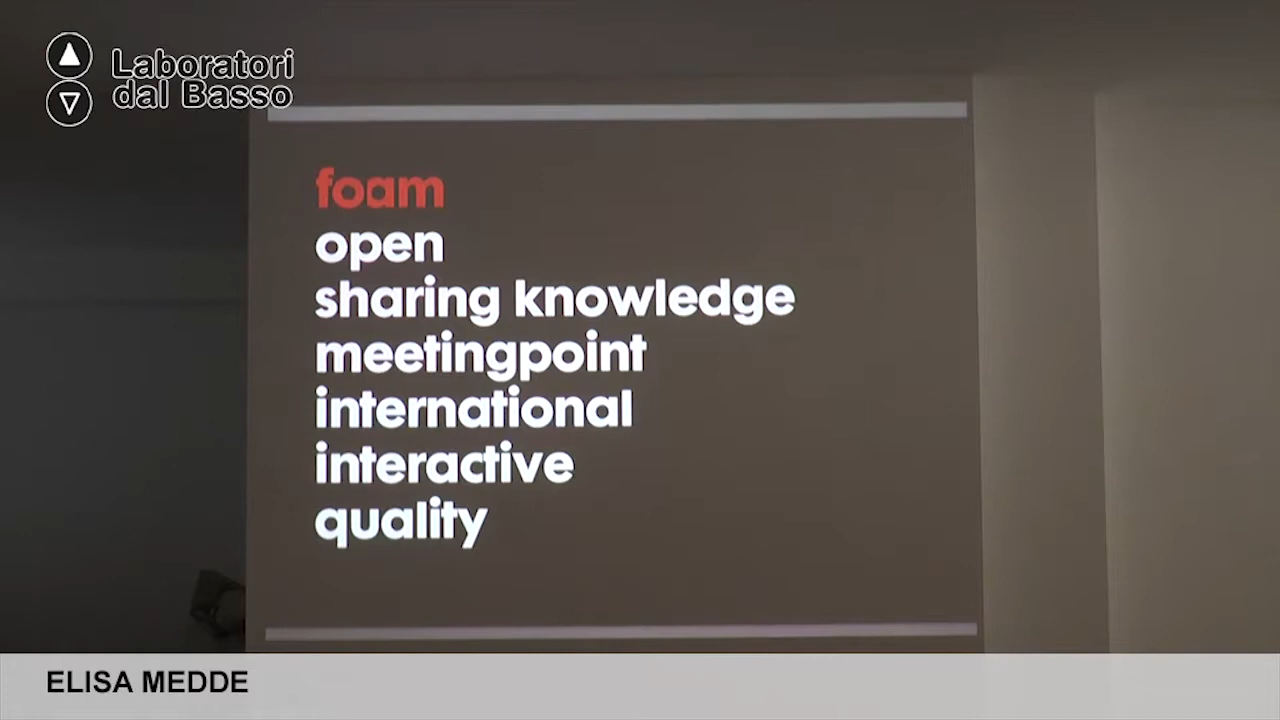 Laboratori
dal Basso
foam
open
sharing knowledge
meetingpoint
international
interactive
quality
ELISA MEDDE